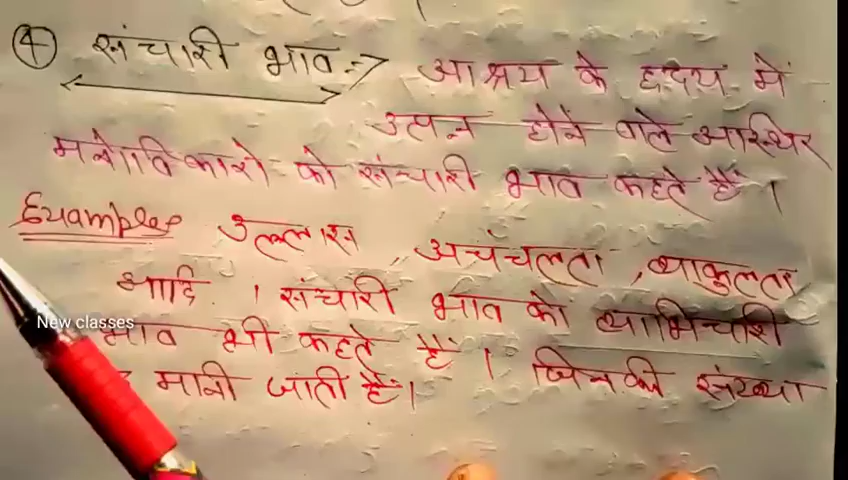 ④ संचारी भाव :-> आश्रय के हृदय में
उत्पन्न होने वाले अस्थिर
मनोविकारो को संचारी भाव कहते हैं।
Examples उल्लास, अचंचलता, व्याकुलता
आदि । संचारी भाव को व्याभिचारी
भाव भी कहते हैं । जिनकी संख्या
मानी जाती है।
New classes